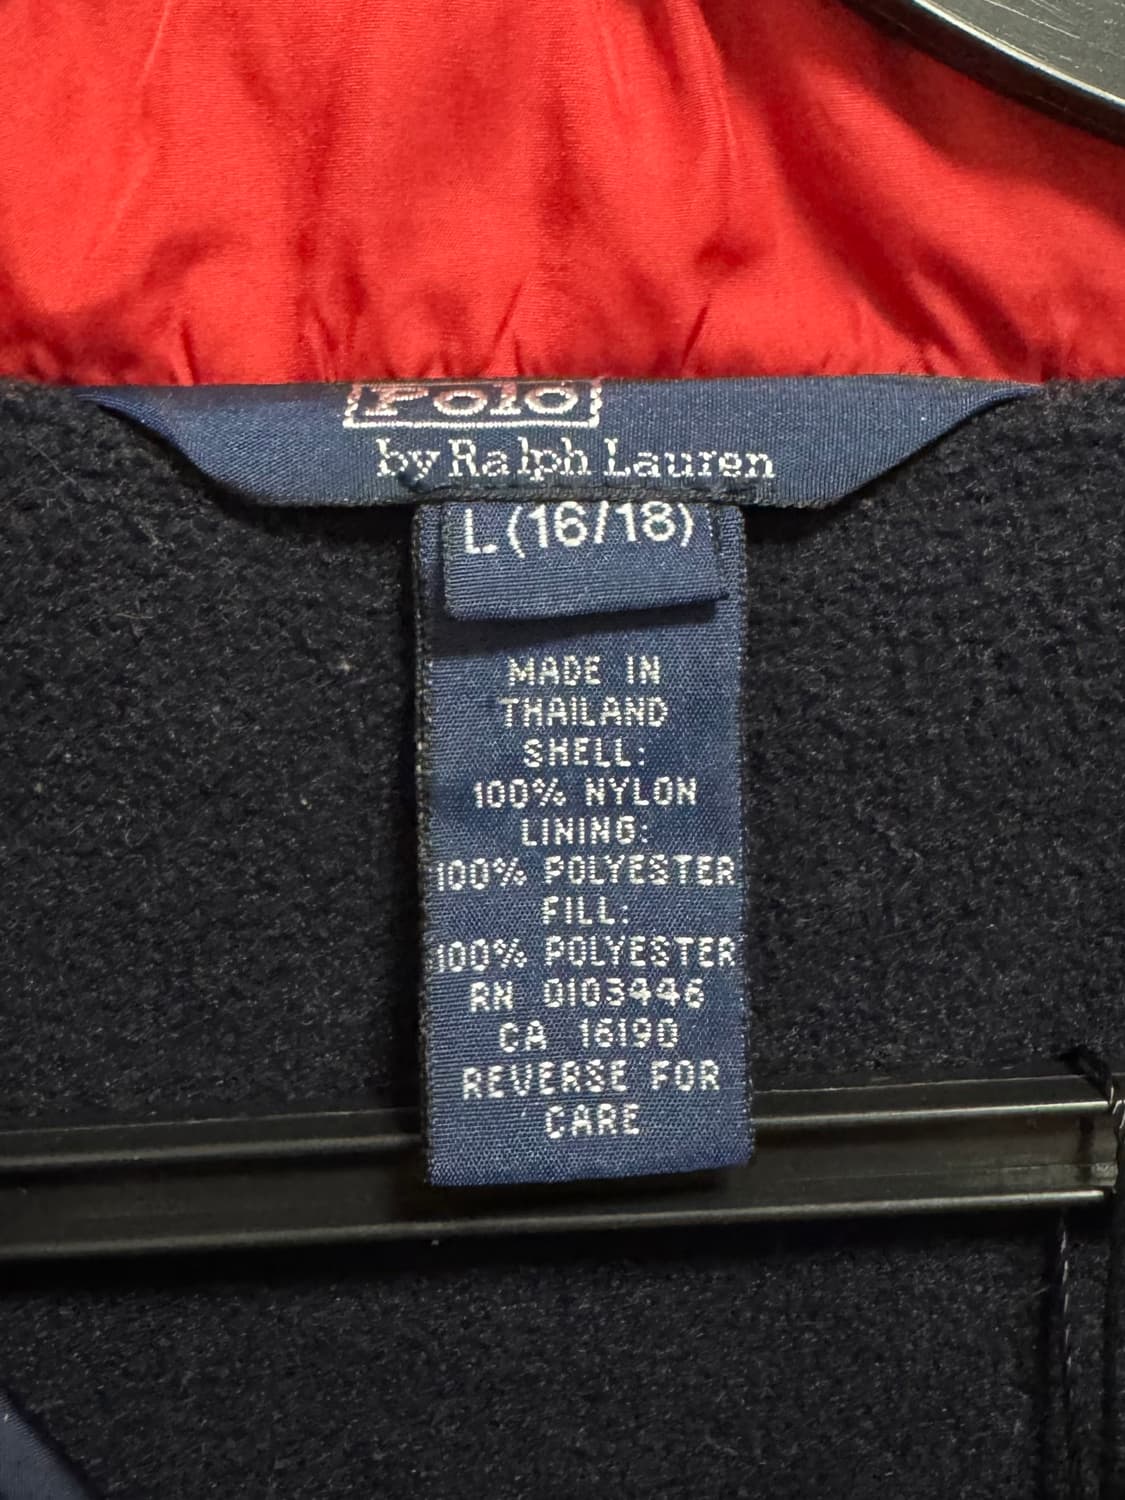 Polo
by Ralph Lauren
L (16/18)
MADE IN
THAILAND
SHELL:
100% NYLON
LINING:
100% POLYESTER
FILL:
100% POLYESTER
RN 0103446
CA 16190
REVERSE FOR
CARE